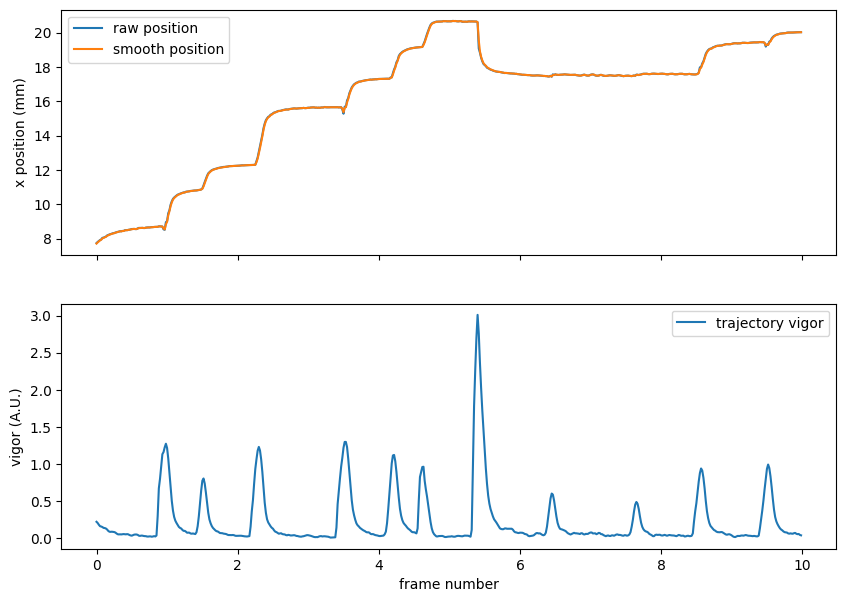 raw position
smooth position
x position (mm)
20
18
16
14
12
10
8
trajectory vigor
vigor (A.U.)
3.0
2.5
2.0
1.5
1.0
0.5
0.0
0 2 4 6 8 10
frame number